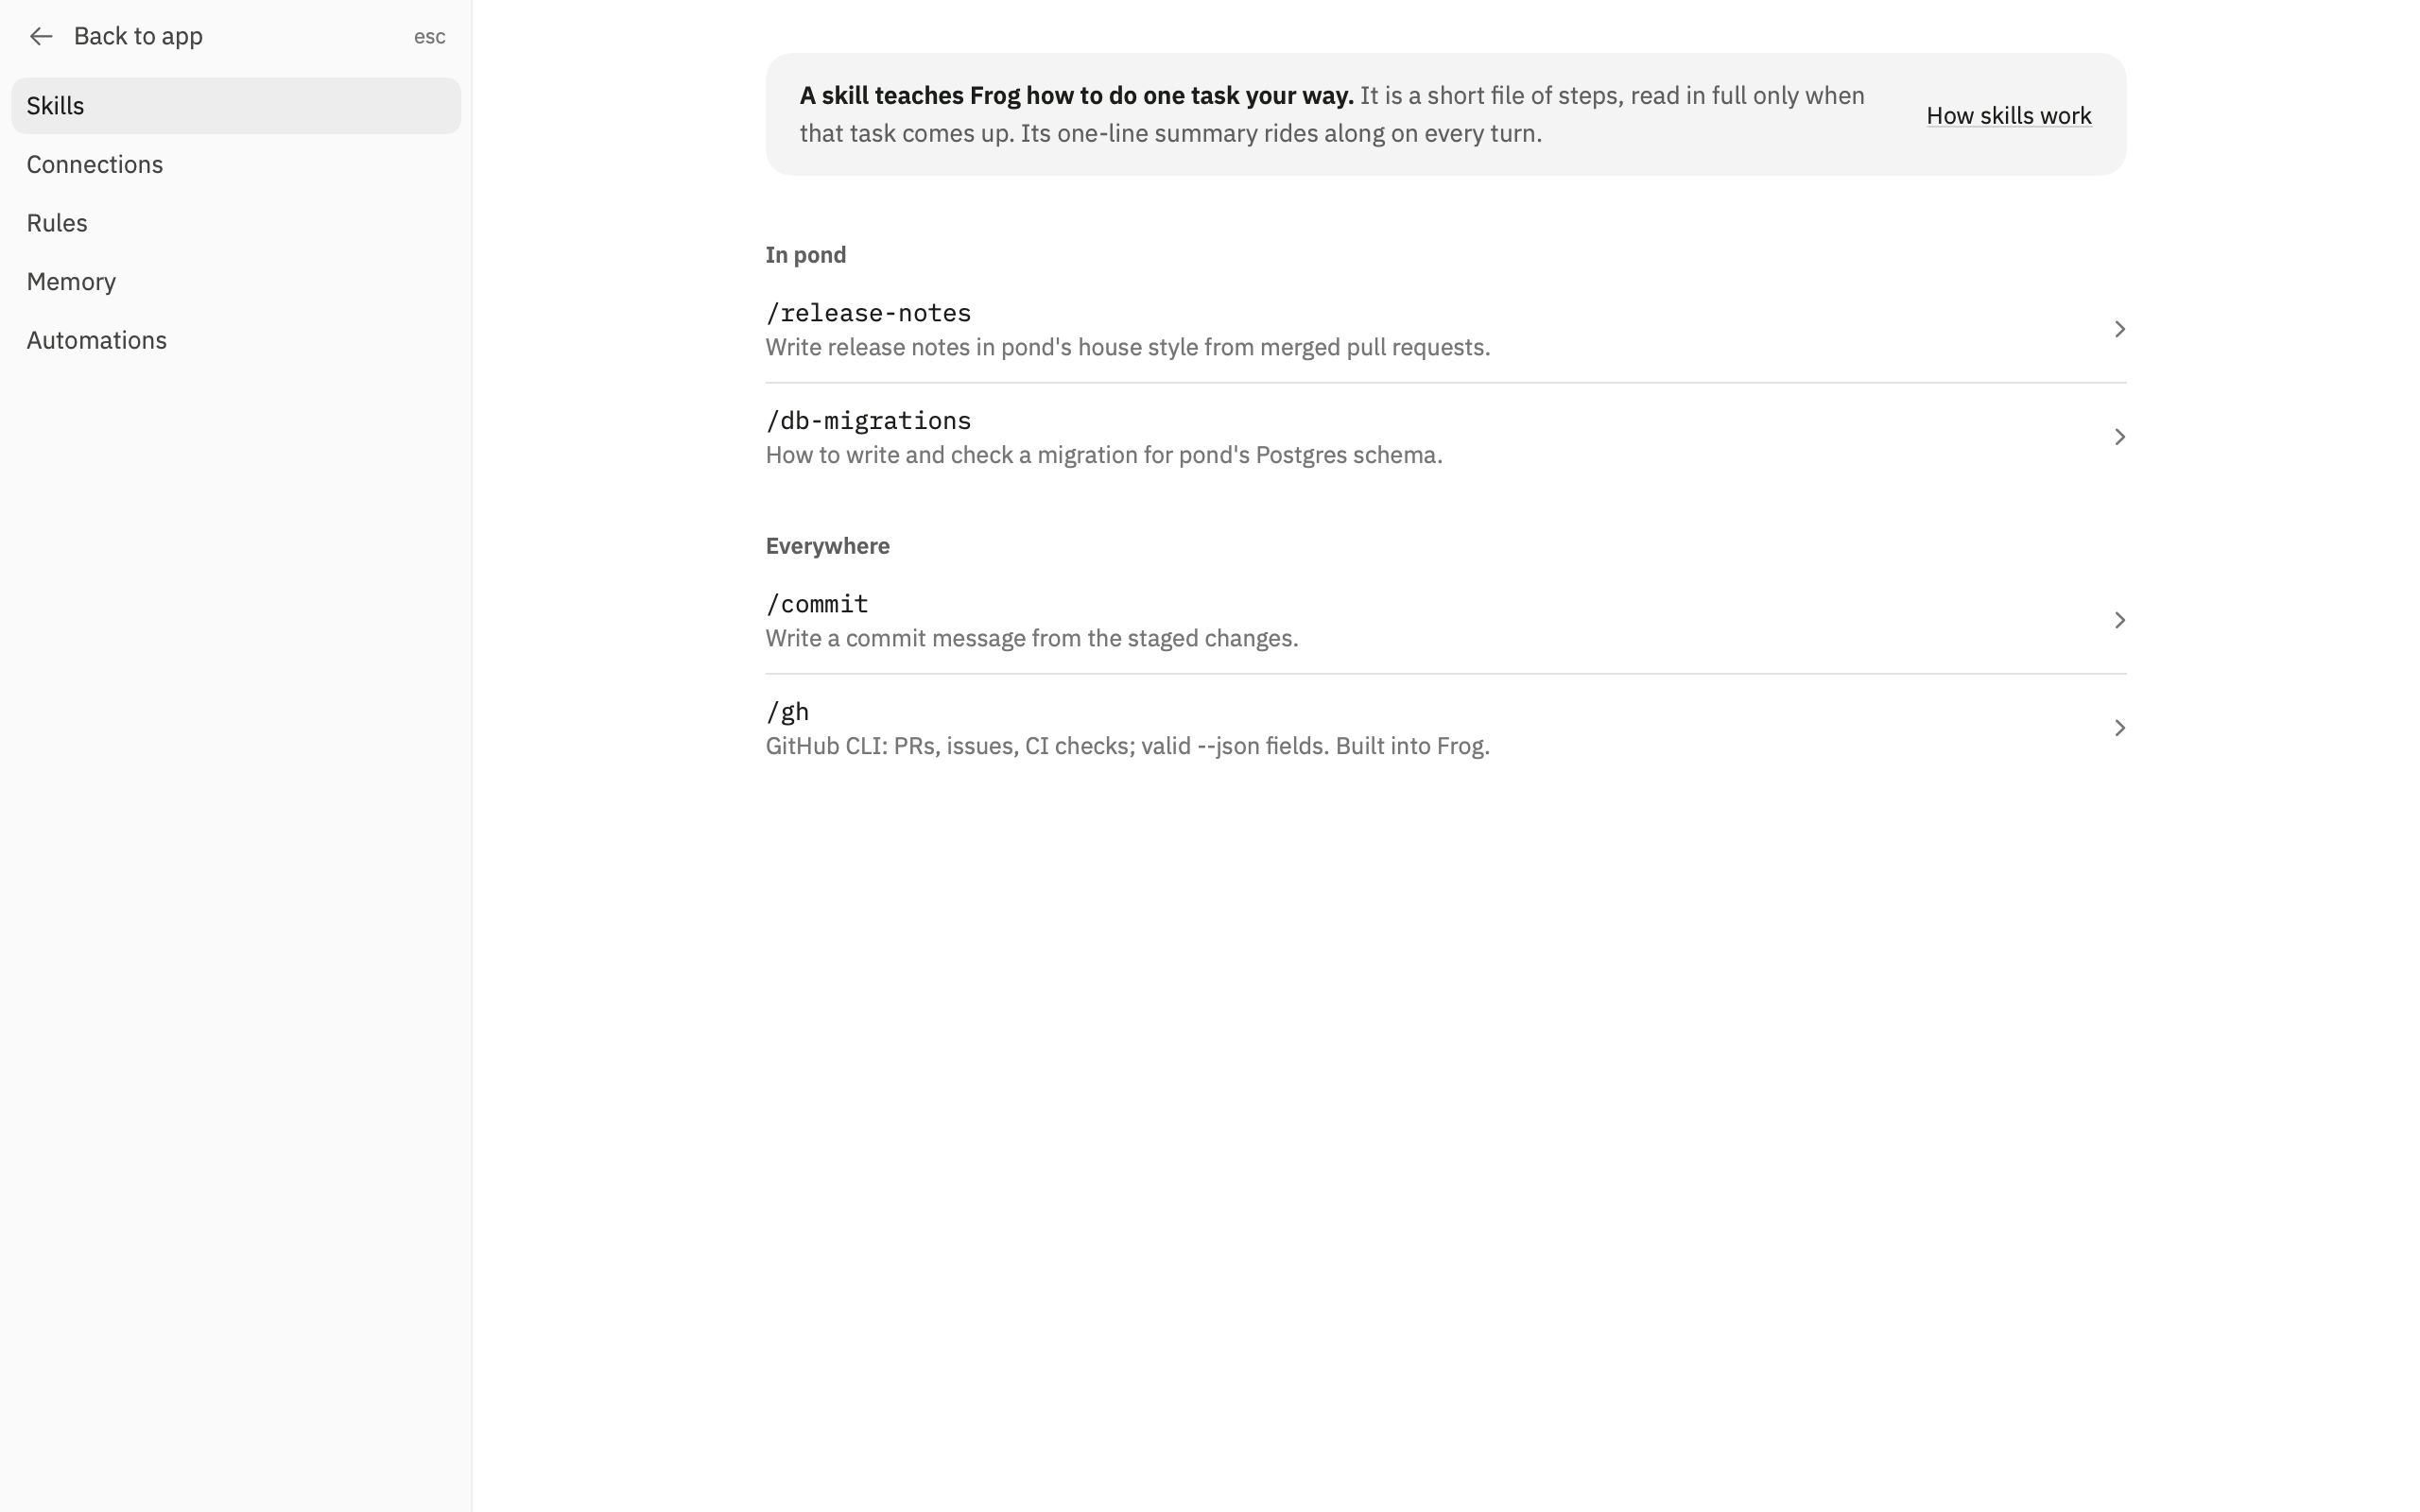 Back to app
esc
Skills
Connections
Rules
Memory
Automations
A skill teaches Frog how to do one task your way. It is a short file of steps, read in full only when
that task comes up. Its one-line summary rides along on every turn.
How skills work
In pond
/release-notes
Write release notes in pond's house style from merged pull requests.
/db-migrations
How to write and check a migration for pond's Postgres schema.
Everywhere
/commit
Write a commit message from the staged changes.
/gh
GitHub CLI: PRs, issues, CI checks; valid --json fields. Built into Frog.